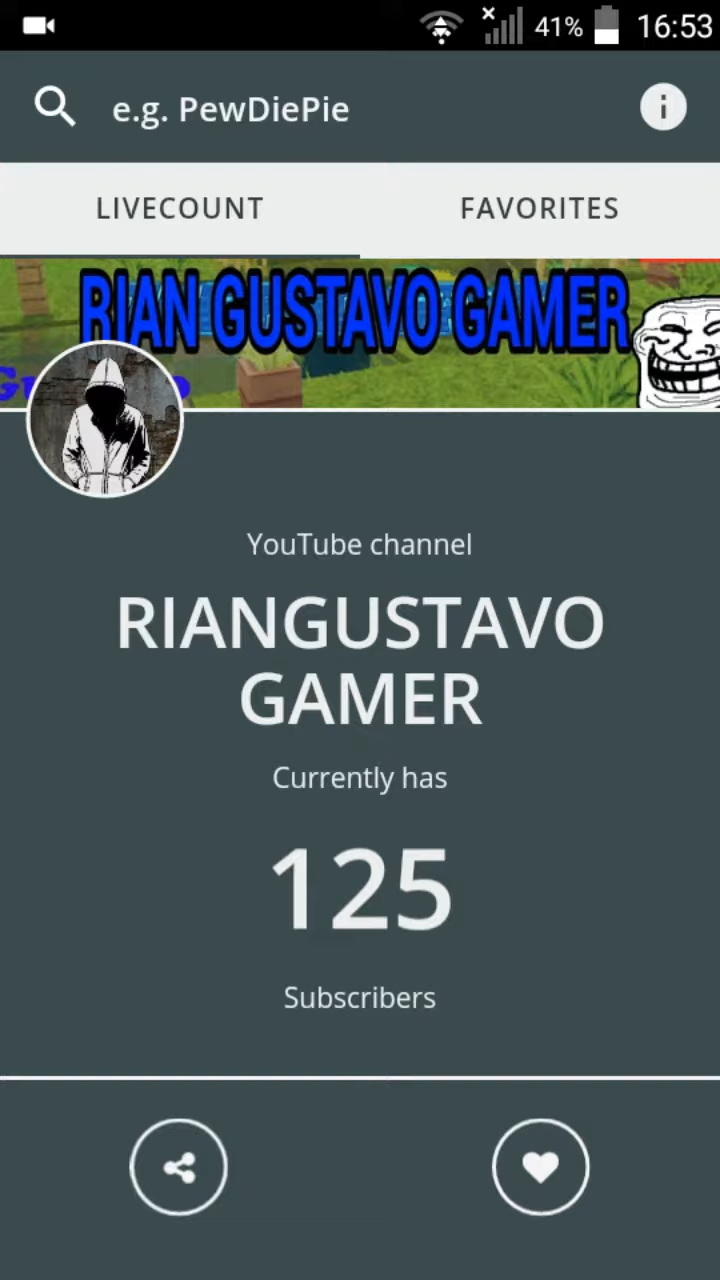 41% 16:53
e.g. PewDiePie
LIVECOUNT FAVORITES
RIAN GUSTAVO GAMER
YouTube channel
RIANGUSTAVO
GAMER
Currently has
125
Subscribers